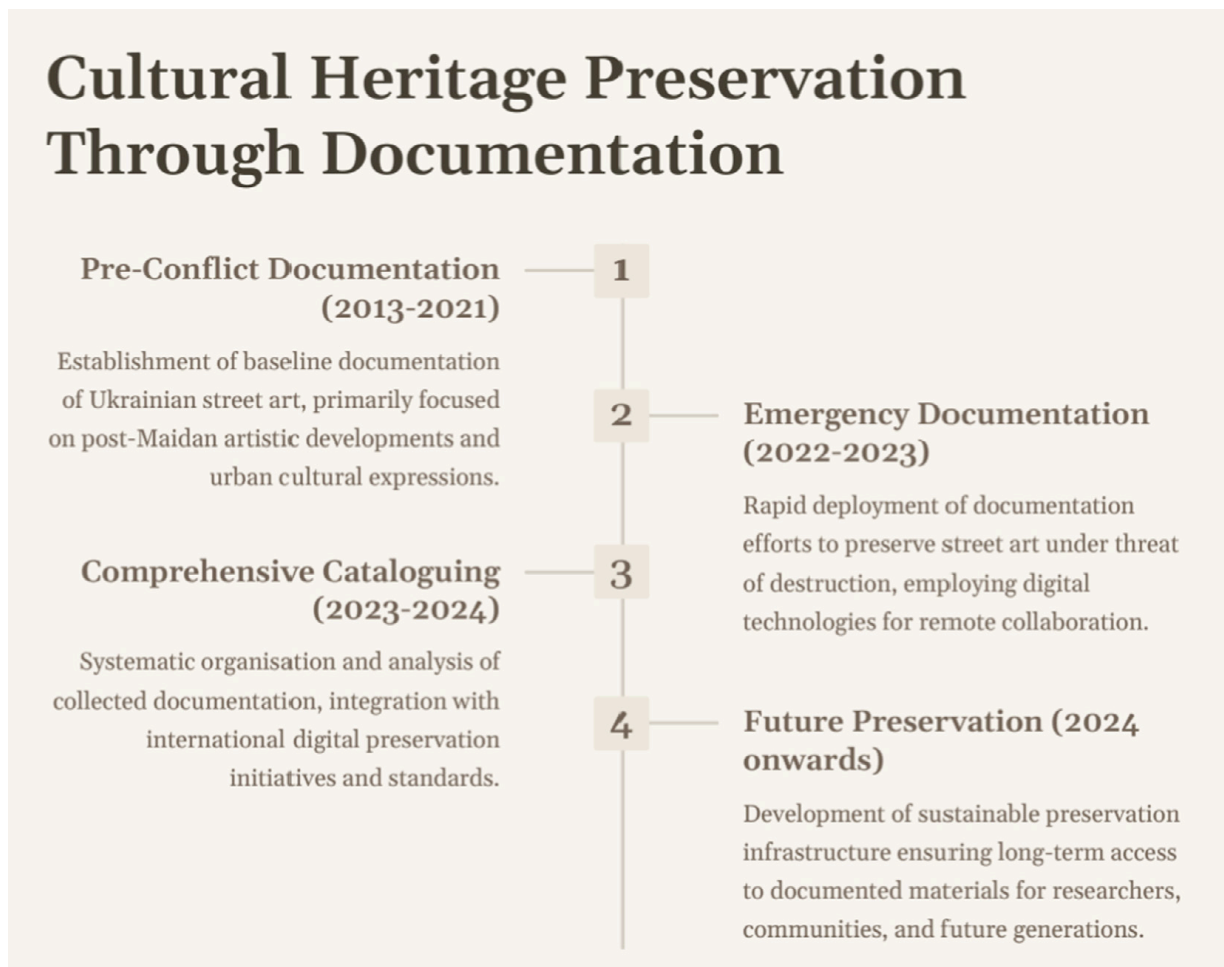 Cultural Heritage Preservation
Through Documentation
1
Pre-Conflict Documentation
(2013-2021)
Establishment of baseline documentation
of Ukrainian street art, primarily focused
on post-Maidan artistic developments and
urban cultural expressions.
2
Emergency Documentation
(2022-2023)
Rapid deployment of documentation
efforts to preserve street art under threat
of destruction, employing digital
technologies for remote collaboration.
3
Comprehensive Cataloguing
(2023-2024)
Systematic organisation and analysis of
collected documentation, integration with
international digital preservation
initiatives and standards.
4
Future Preservation (2024
onwards)
Development of sustainable preservation
infrastructure ensuring long-term access
to documented materials for researchers,
communities, and future generations.